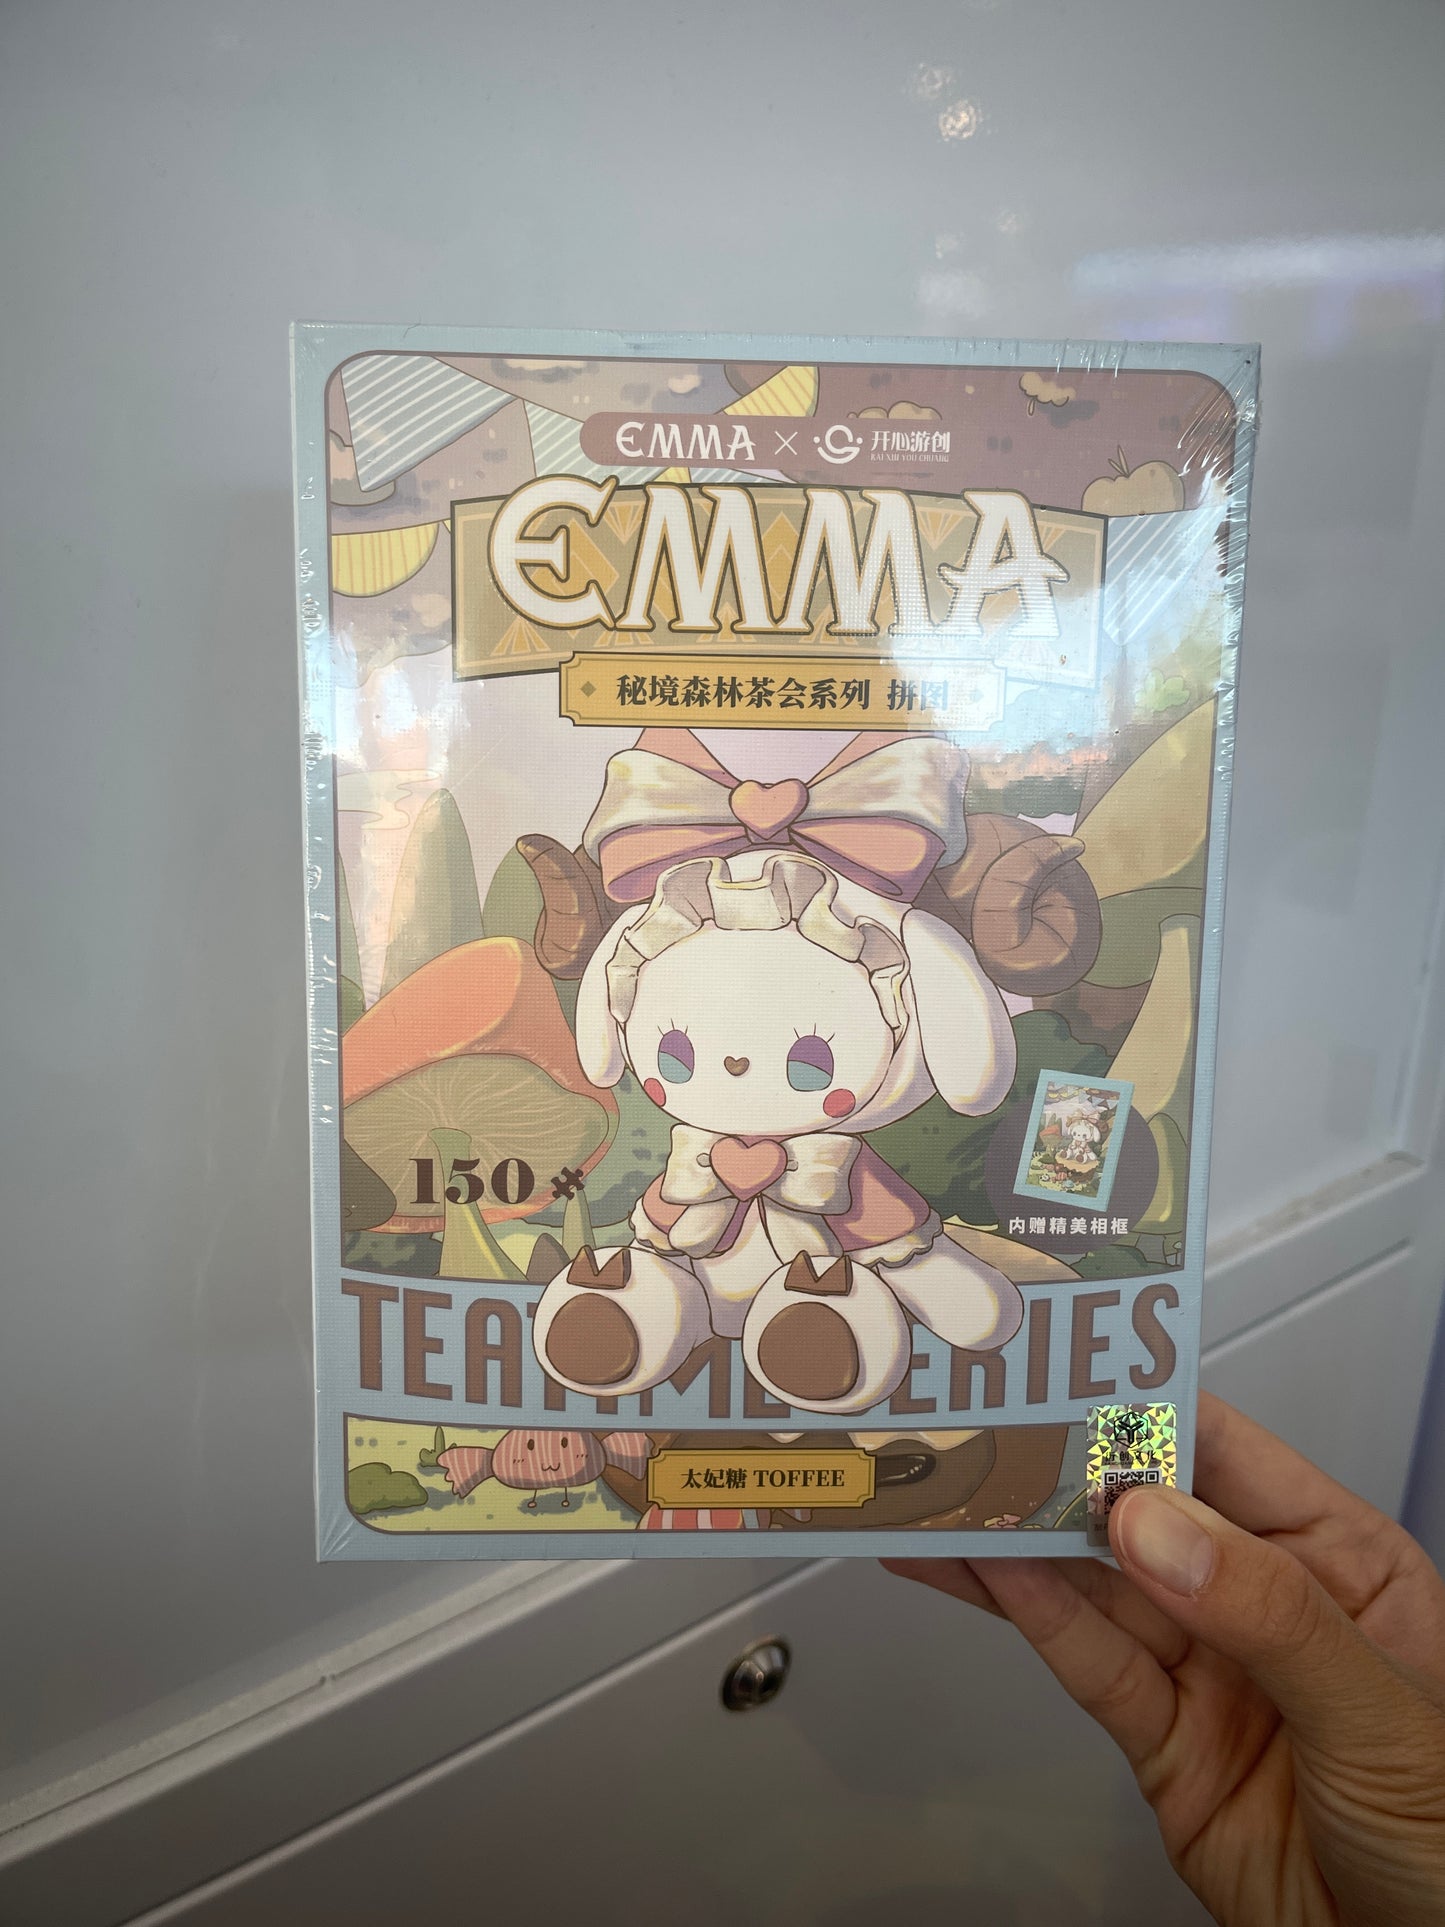 EMMA × 开心游创
KAI XIN YOU CHUANG
EMMA
秘境森林茶会系列 拼图
150
内赠精美相框
TEATIME SERIES
太妃糖 TOFFEE